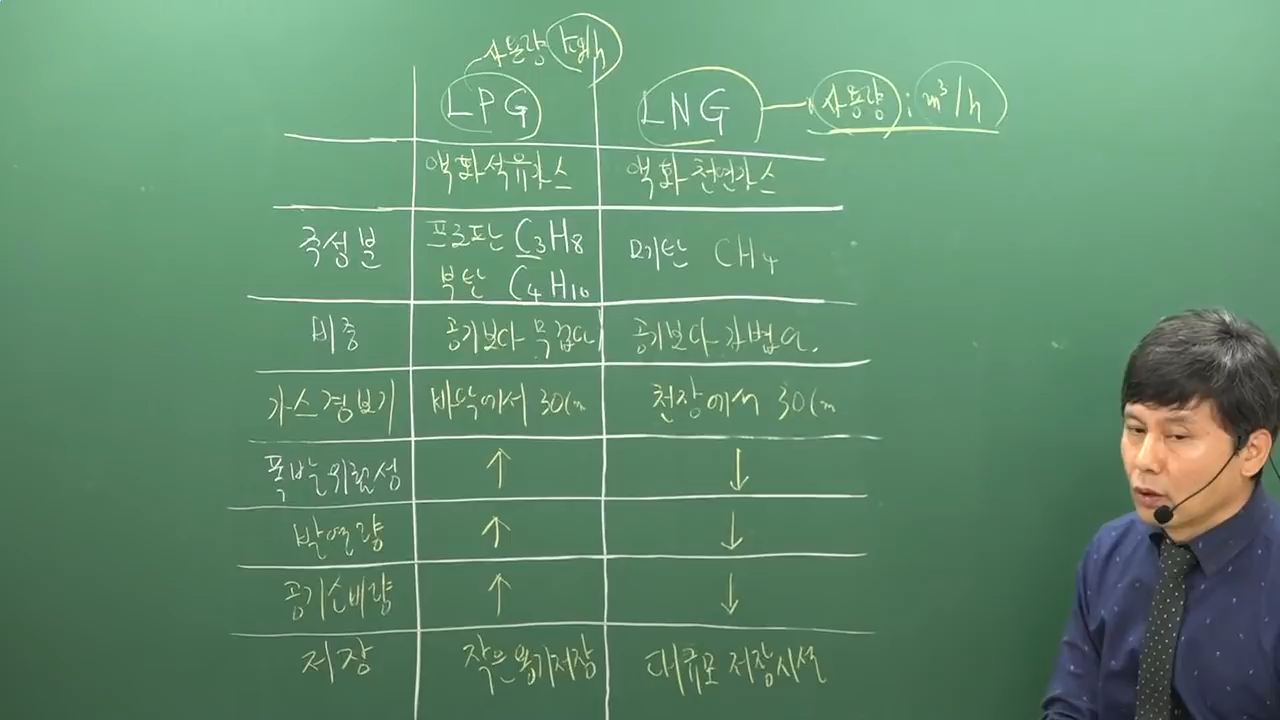 사용량 kg/h
LPG LNG 사용량 : m³/h
액화석유가스 액화천연가스
주성분 프로판 C₃H₈ 메탄 CH₄
부탄 C₄H₁₀
비중 공기보다 무겁다 공기보다 가볍다.
가스경보기 바닥에서 30cm 천장에서 30cm
폭발위험성 ↑ ↓
발열량 ↑ ↓
공기소비량 ↑ ↓
저장 작은용기저장 대규모 저장시설